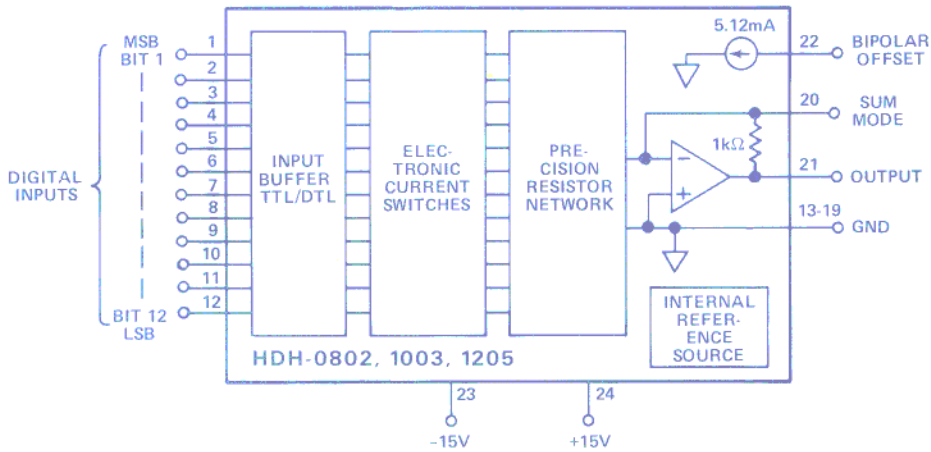 MSB
BIT 1
1
2
3
4
5
6
7
8
9
10
11
12
DIGITAL
INPUTS
BIT 12
LSB
INPUT
BUFFER
TTL/DTL
ELEC-
TRONIC
CURRENT
SWITCHES
PRE-
CISION
RESISTOR
NETWORK
5.12mA
22
BIPOLAR
OFFSET
20
SUM
MODE
1kΩ
−
+
21
OUTPUT
13-19
GND
INTERNAL
REFER-
ENCE
SOURCE
HDH-0802, 1003, 1205
23
-15V
24
+15V